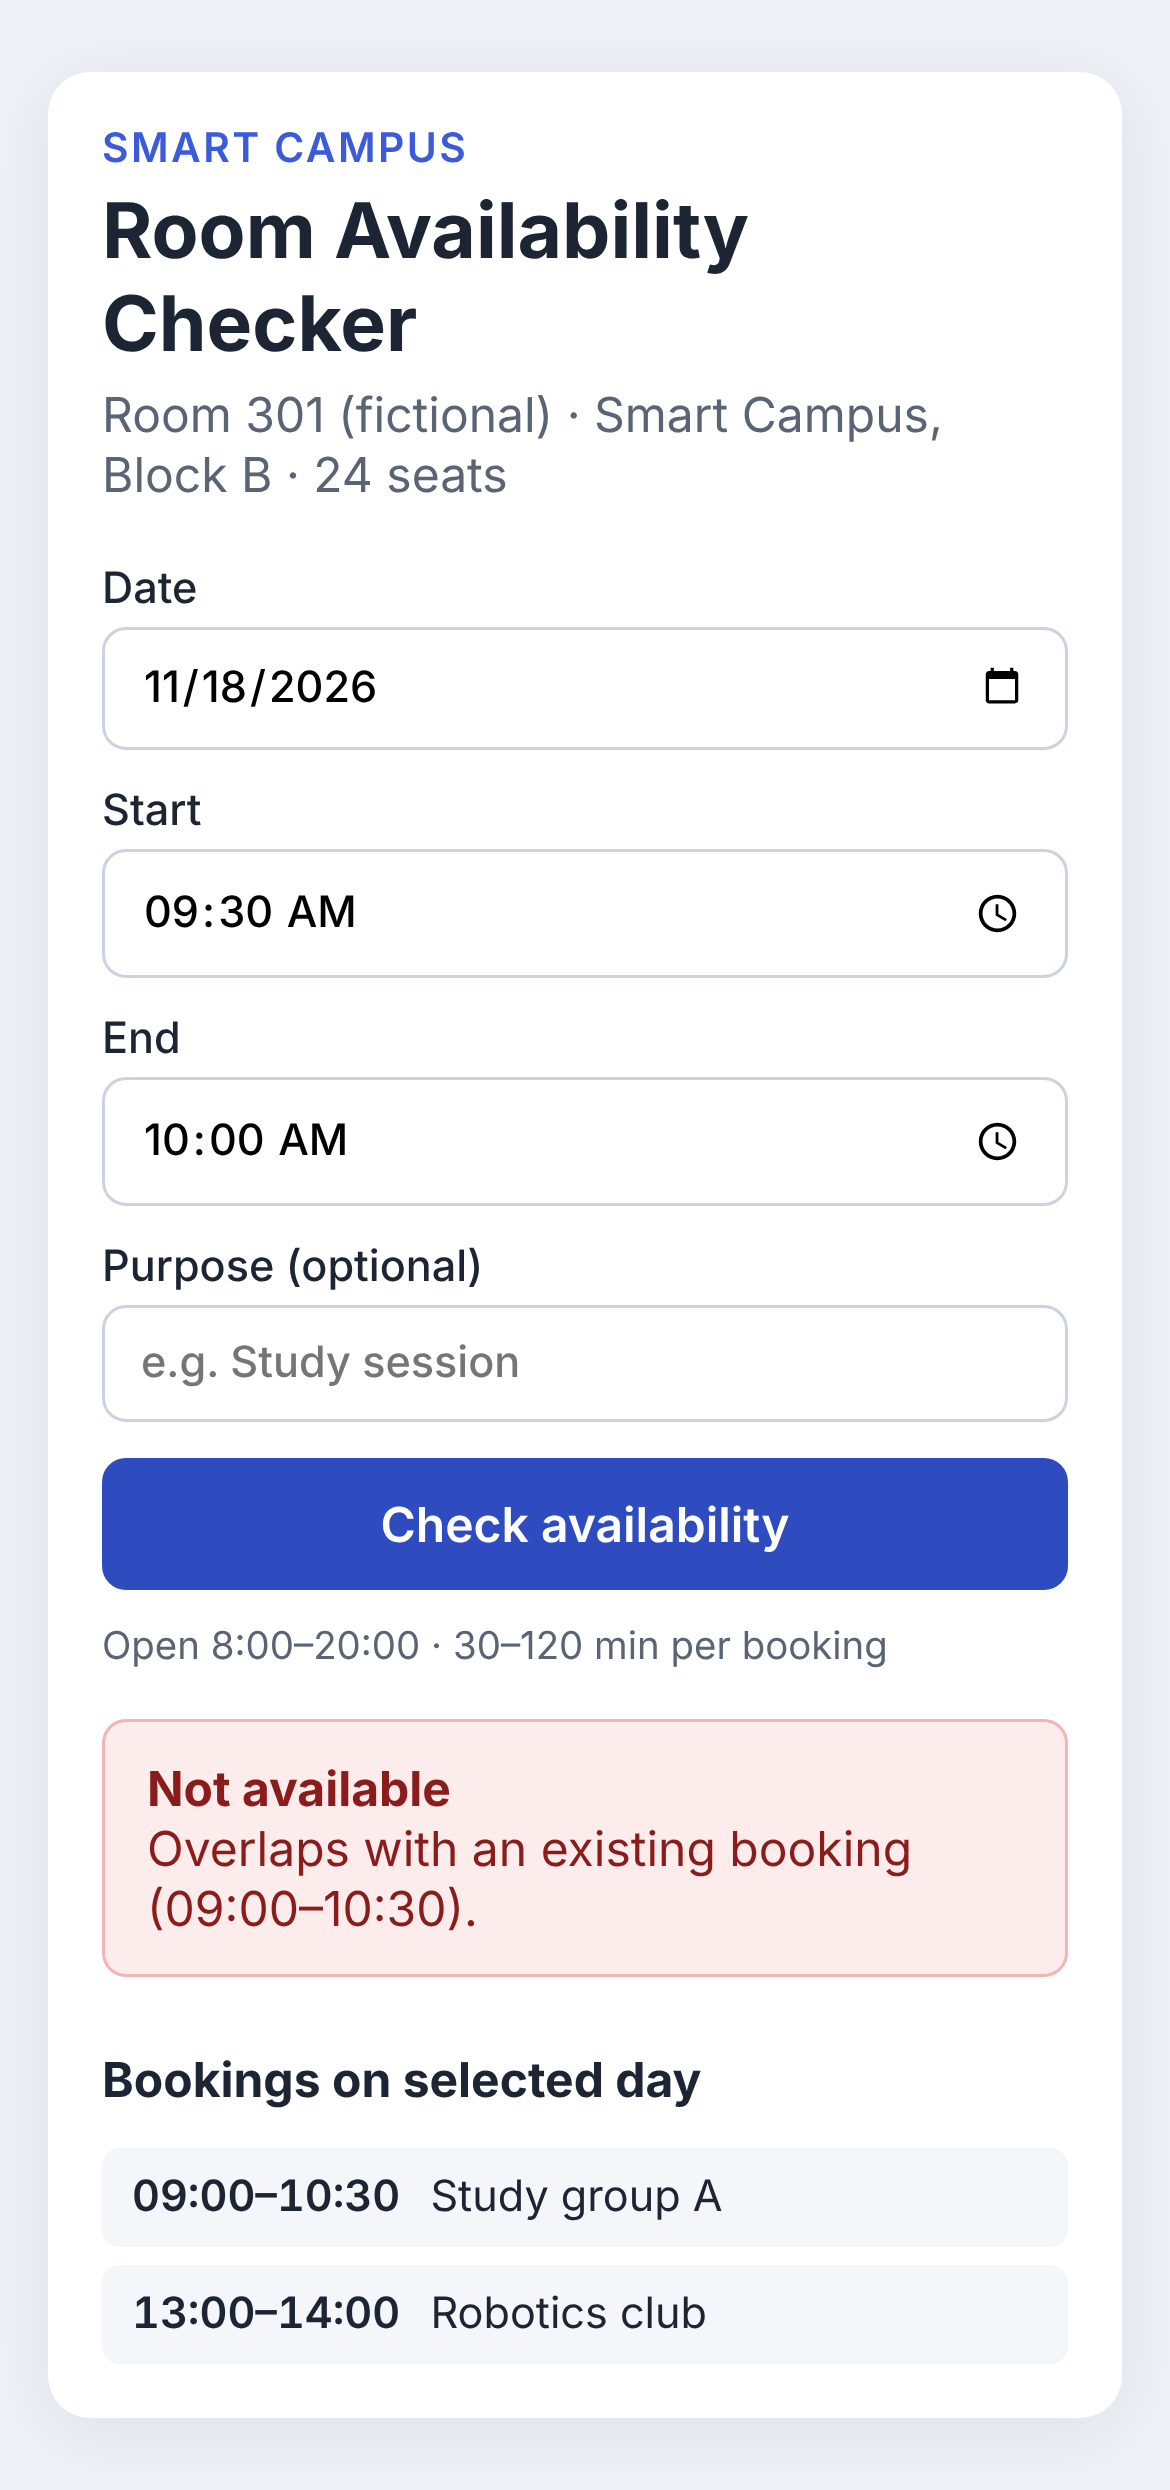 SMART CAMPUS
Room Availability
Checker
Room 301 (fictional) · Smart Campus,
Block B · 24 seats
Date
11/18/2026
Start
09:30 AM
End
10:00 AM
Purpose (optional)
e.g. Study session
Check availability
Open 8:00–20:00 · 30–120 min per booking
Not available
Overlaps with an existing booking
(09:00–10:30).
Bookings on selected day
09:00–10:30 Study group A
13:00–14:00 Robotics club